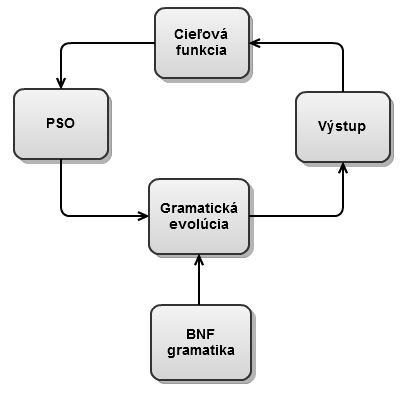 Cieľová
funkcia
PSO
Výstup
Gramatická
evolúcia
BNF
gramatika